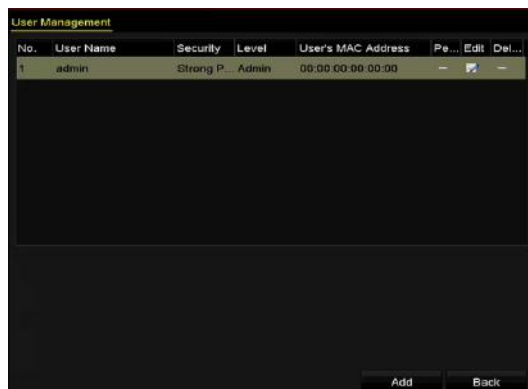 User Management
No. User Name Security Level User's MAC Address Pe... Edit Del...
1 admin Strong P... Admin 00:00:00:00:00:00 — —
Add Back